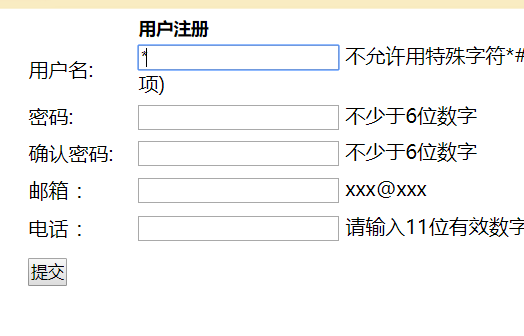 用户注册
用户名: * 不允许用特殊字符*#
项)
密码: 不少于6位数字
确认密码: 不少于6位数字
邮箱： xxx@xxx
电话： 请输入11位有效数字
提交